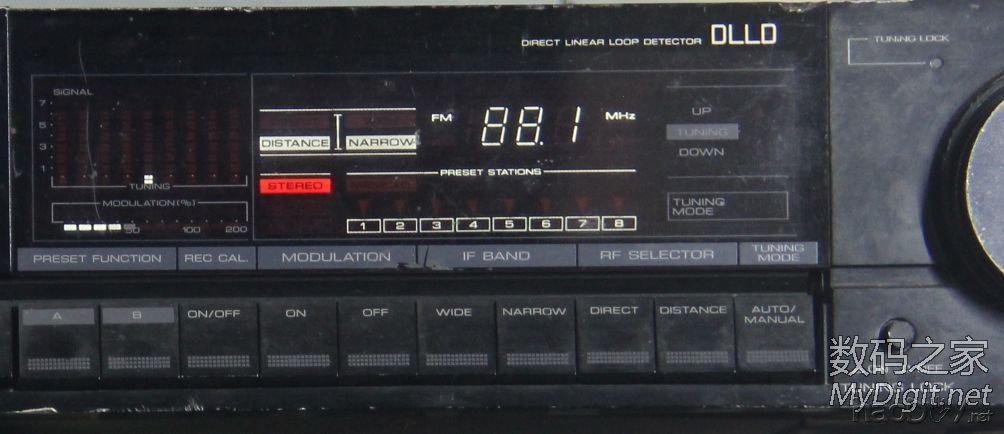 DIRECT LINEAR LOOP DETECTOR DLLD
TUNING LOCK
SIGNAL
7
5
3
1
TUNING
MODULATION(%)
50 100 200
DISTANCE NARROW
FM 88.1 MHz
STEREO
PRESET STATIONS
1 2 3 4 5 6 7 8
UP
TUNING
DOWN
TUNING
MODE
PRESET FUNCTION REC CAL. MODULATION IF BAND RF SELECTOR TUNING
MODE
A B ON/OFF ON OFF WIDE NARROW DIRECT DISTANCE AUTO/
MANUAL
TUNING LOCK
数码之家
MyDigit.net